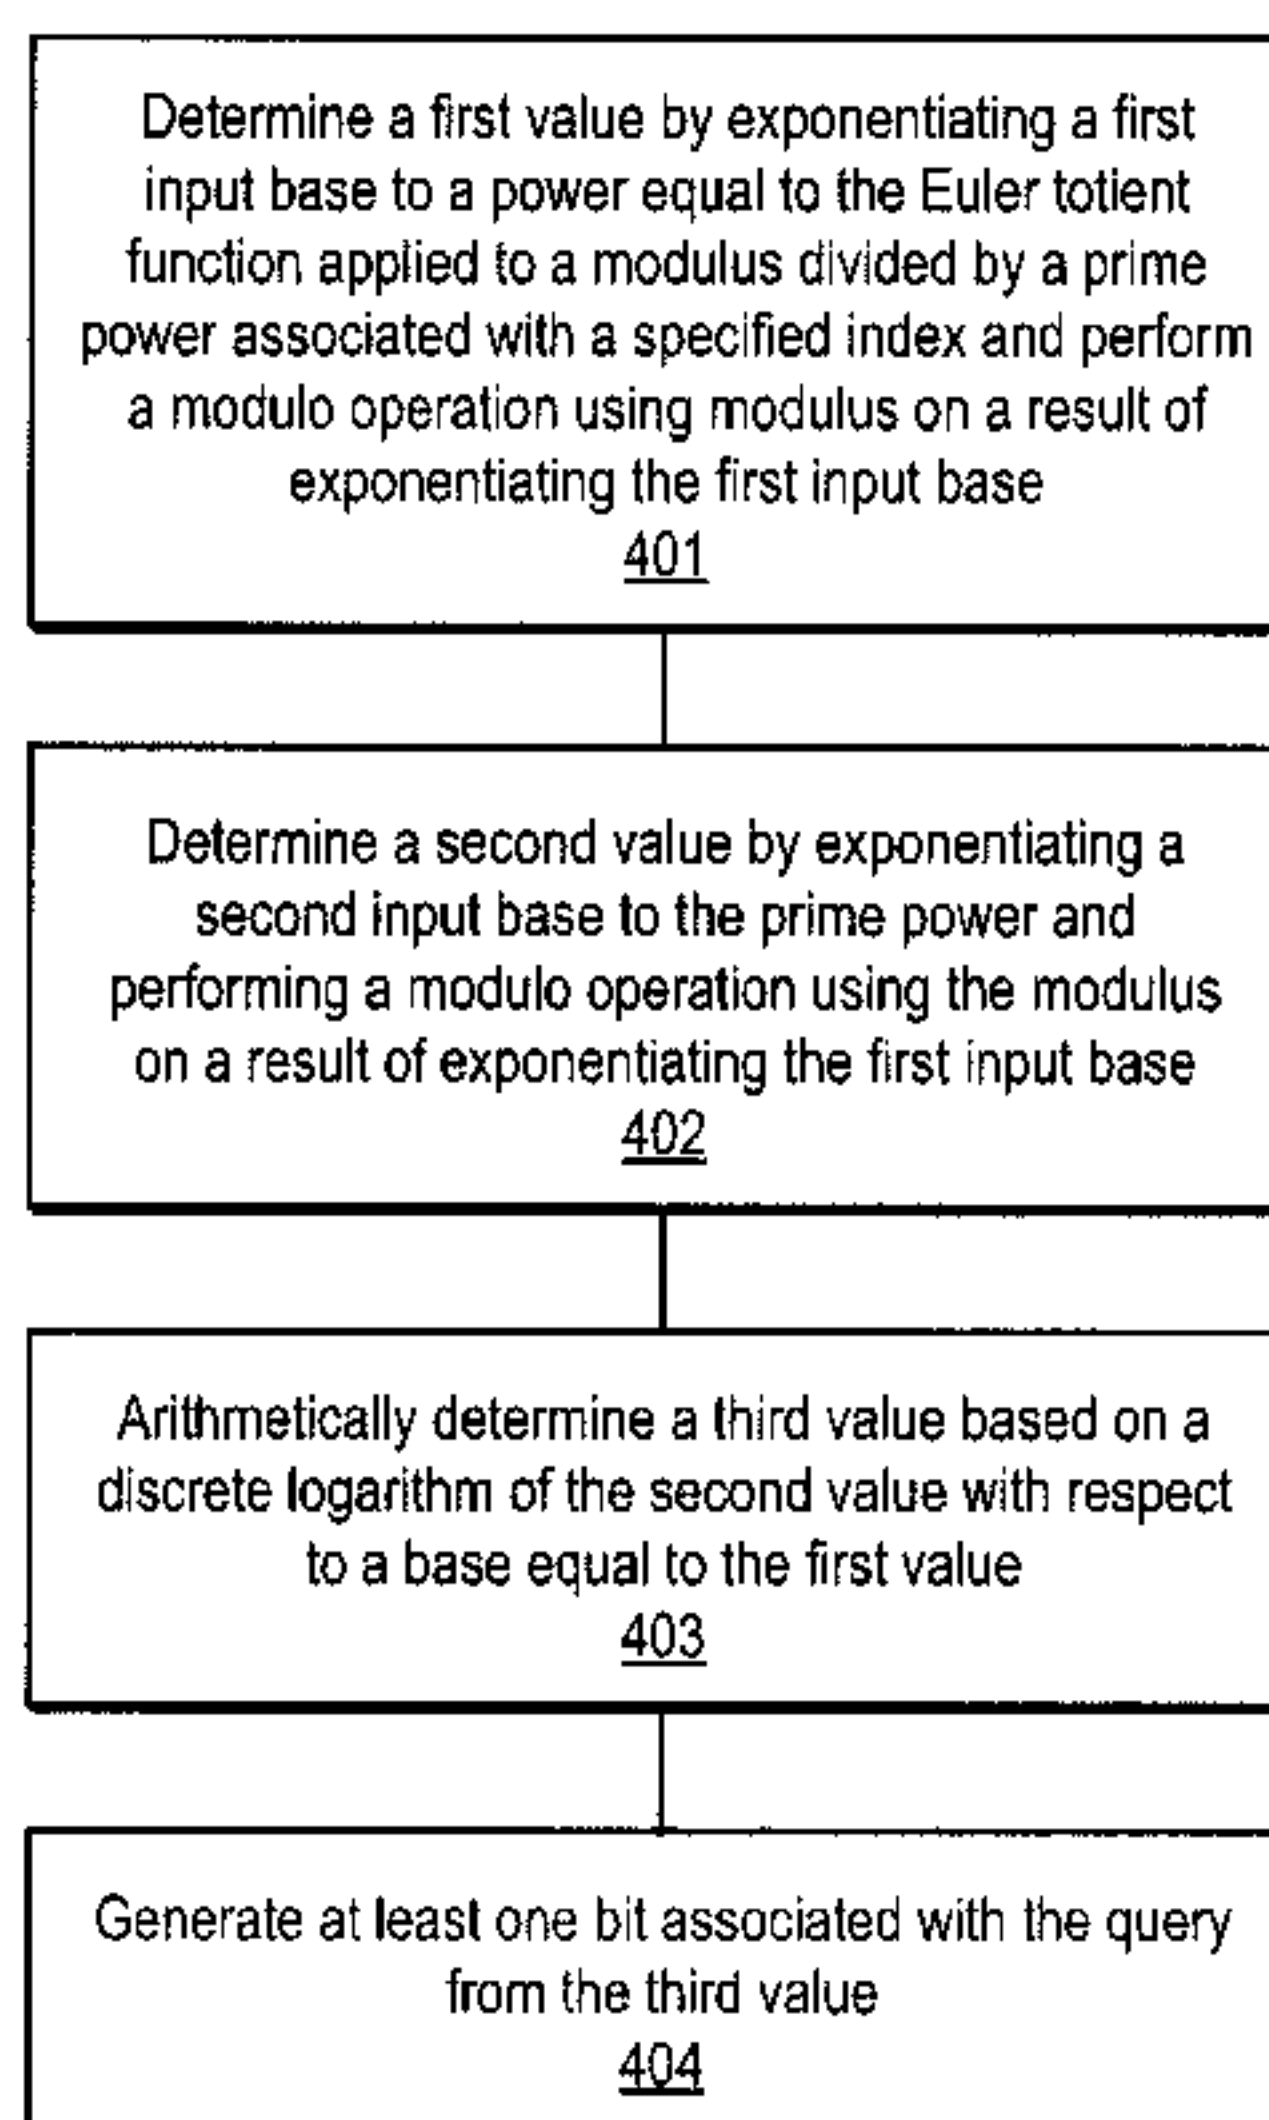 Determine a first value by exponentiating a first
input base to a power equal to the Euler totient
function applied to a modulus divided by a prime
power associated with a specified index and perform
a modulo operation using modulus on a result of
exponentiating the first input base
401
Determine a second value by exponentiating a
second input base to the prime power and
performing a modulo operation using the modulus
on a result of exponentiating the first input base
402
Arithmetically determine a third value based on a
discrete logarithm of the second value with respect
to a base equal to the first value
403
Generate at least one bit associated with the query
from the third value
404